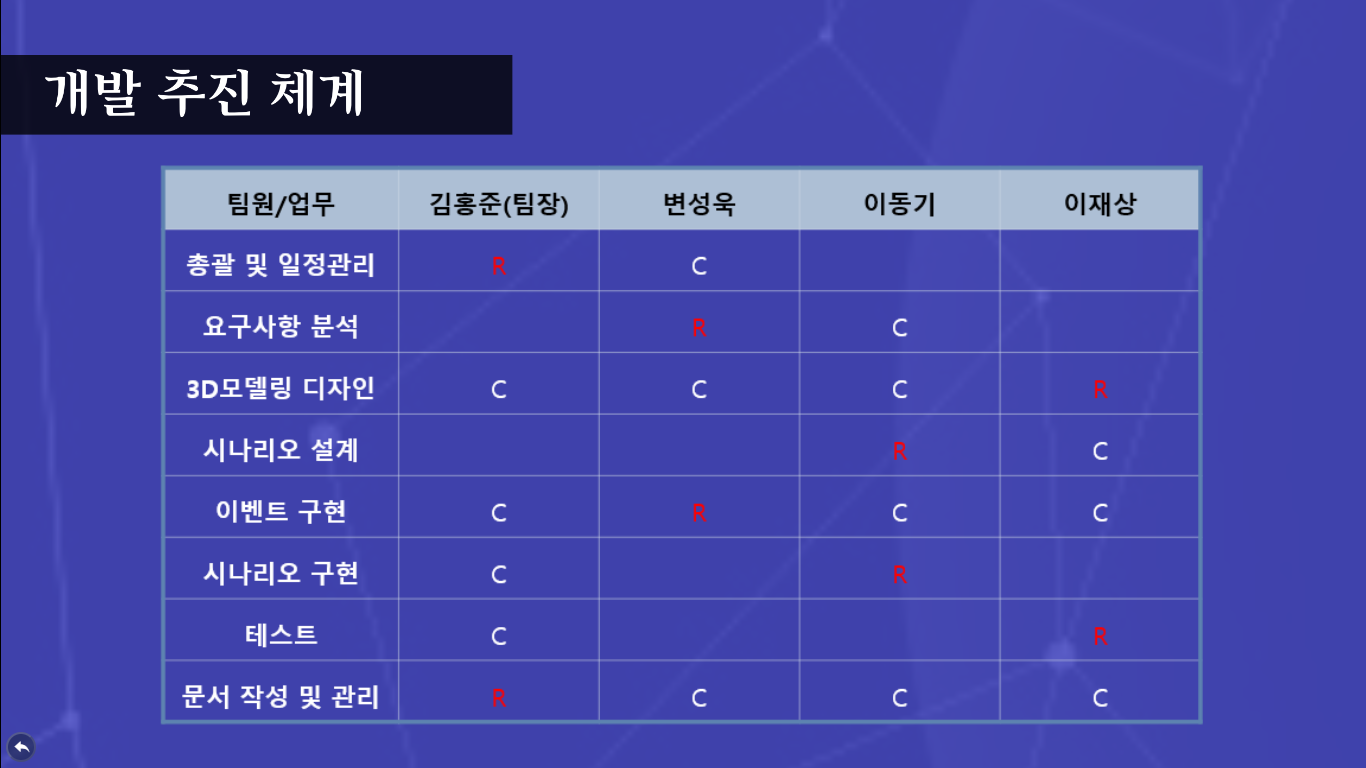 개발 추진 체계
팀원/업무 김홍준(팀장) 변성욱 이동기 이재상
총괄 및 일정관리 R C
요구사항 분석 R C
3D모델링 디자인 C C C R
시나리오 설계 R C
이벤트 구현 C R C C
시나리오 구현 C R
테스트 C R
문서 작성 및 관리 R C C C